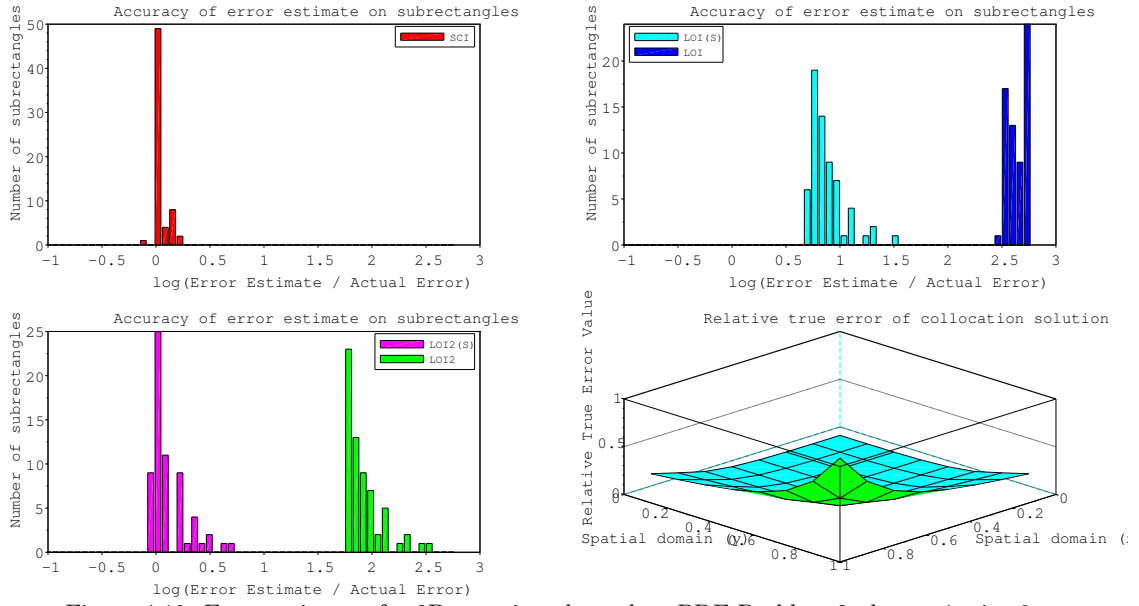 Accuracy of error estimate on subrectangles
Number of subrectangles
50
40
30
20
10
0
SCI
-1 -0.5 0 0.5 1 1.5 2 2.5 3
log(Error Estimate / Actual Error)
Accuracy of error estimate on subrectangles
Number of subrectangles
20
15
10
5
0
LOI(S)
LOI
-1 -0.5 0 0.5 1 1.5 2 2.5 3
log(Error Estimate / Actual Error)
Accuracy of error estimate on subrectangles
Number of subrectangles
25
20
15
10
5
0
LOI2(S)
LOI2
-1 -0.5 0 0.5 1 1.5 2 2.5 3
log(Error Estimate / Actual Error)
Relative true error of collocation solution
Relative True Error Value
1
0.5
0
0 0.2 0.4 0.6 0.8 1
Spatial domain (y)
1 0.8 0.6 0.4 0.2 0
Spatial domain